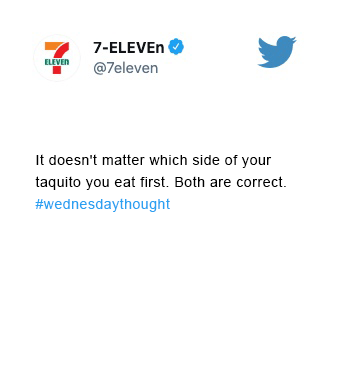 7
ELEVEn
7-ELEVEn
@7eleven
It doesn't matter which side of your
taquito you eat first. Both are correct.
#wednesdaythought